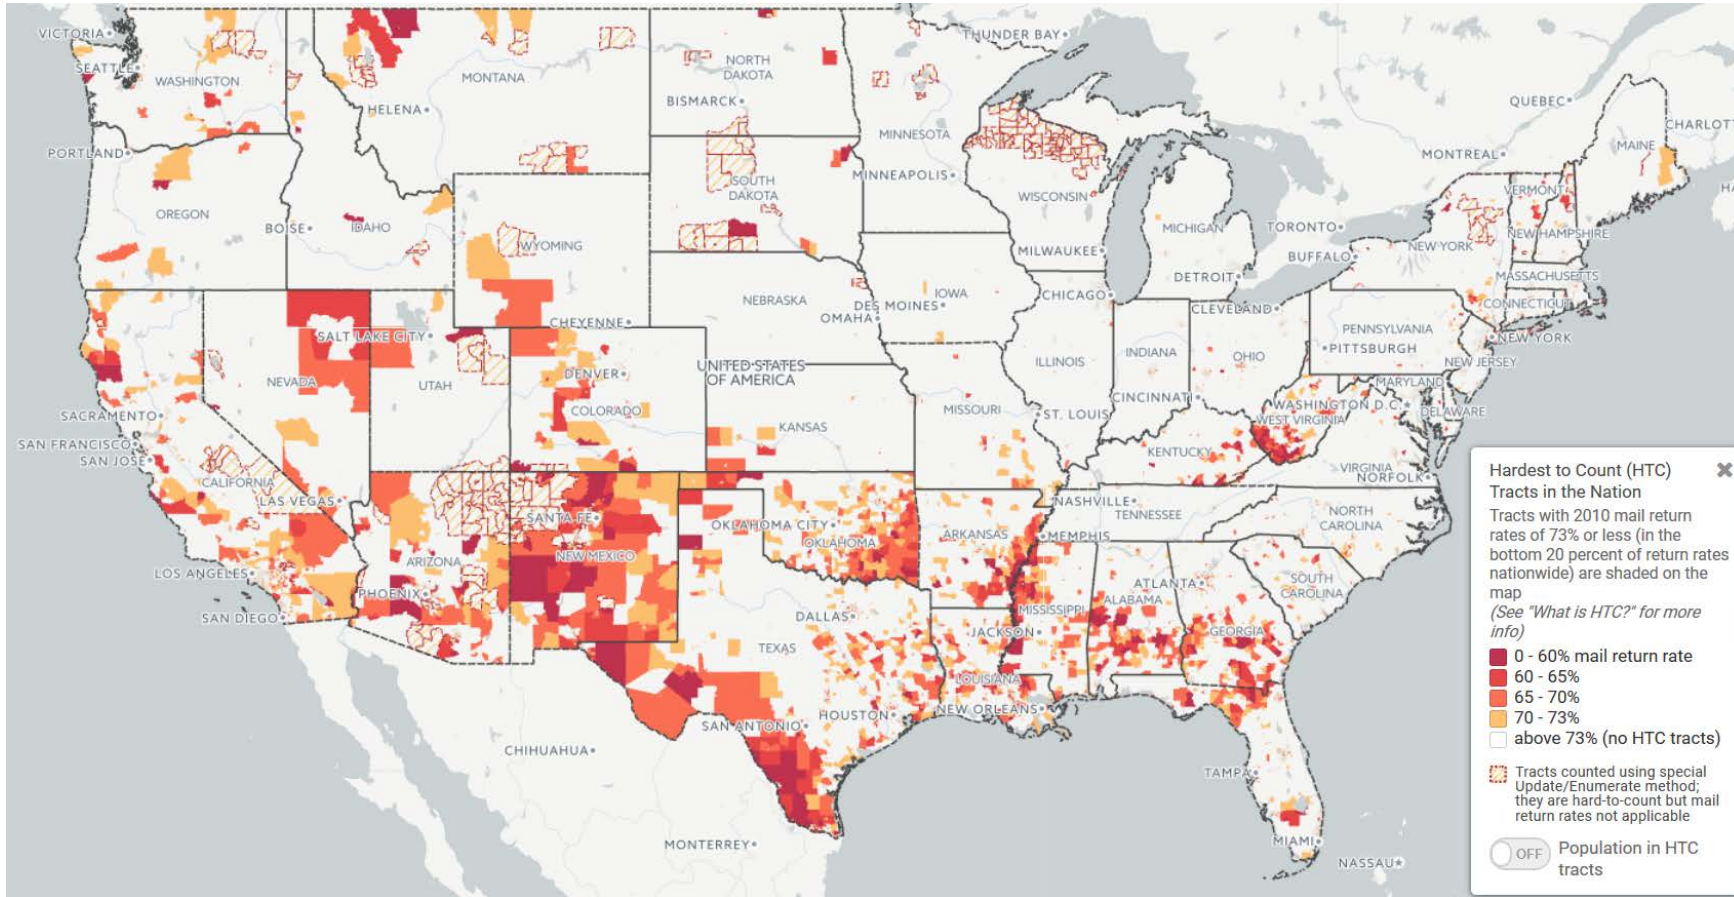 VICTORIA
SEATTLE
WASHINGTON
MONTANA
HELENA
NORTH
DAKOTA
BISMARCK
THUNDER BAY
MINNESOTA
QUEBEC
CHARLOTT
MAINE
MONTREAL
PORTLAND
OREGON
BOISE
IDAHO
WYOMING
SOUTH
DAKOTA
MINNEAPOLIS
WISCONSIN
MICHIGAN
TORONTO
VERMONT
HA
NEW YORK
NEW HAMPSHIRE
MILWAUKEE
BUFFALO
DETROIT
MASSACHUSETTS
CHICAGO
CLEVELAND
CONNECTICUT
NEBRASKA
DES MOINES
IOWA
OMAHA
CHEYENNE
SALT LAKE CITY
PENNSYLVANIA
NEW YORK
PITTSBURGH
NEVADA
UTAH
DENVER
UNITED STATES
OF AMERICA
ILLINOIS
INDIANA
OHIO
NEW JERSEY
MARYLAND
COLORADO
SACRAMENTO
SAN FRANCISCO
SAN JOSE
KANSAS
MISSOURI
ST. LOUIS
CINCINNATI
WASHINGTON D.C.
DELAWARE
WEST VIRGINIA
KENTUCKY
VIRGINIA
NORFOLK
CALIFORNIA
LAS VEGAS
SANTA FE
OKLAHOMA CITY
NASHVILLE
TENNESSEE
NORTH
CAROLINA
ARIZONA
NEW MEXICO
OKLAHOMA
ARKANSAS
MEMPHIS
LOS ANGELES
PHOENIX
SAN DIEGO
DALLAS
MISSISSIPPI
ALABAMA
ATLANTA
SOUTH
CAROLINA
TEXAS
JACKSON
GEORGIA
LOUISIANA
SAN ANTONIO
HOUSTON
NEW ORLEANS
CHIHUAHUA
TAMPA
MONTERREY
MIAMI
NASSAU
Hardest to Count (HTC)
Tracts in the Nation
Tracts with 2010 mail return
rates of 73% or less (in the
bottom 20 percent of return rates
nationwide) are shaded on the
map
(See "What is HTC?" for more
info)
0 - 60% mail return rate
60 - 65%
65 - 70%
70 - 73%
above 73% (no HTC tracts)
Tracts counted using special
Update/Enumerate method;
they are hard-to-count but mail
return rates not applicable
OFF
Population in HTC
tracts